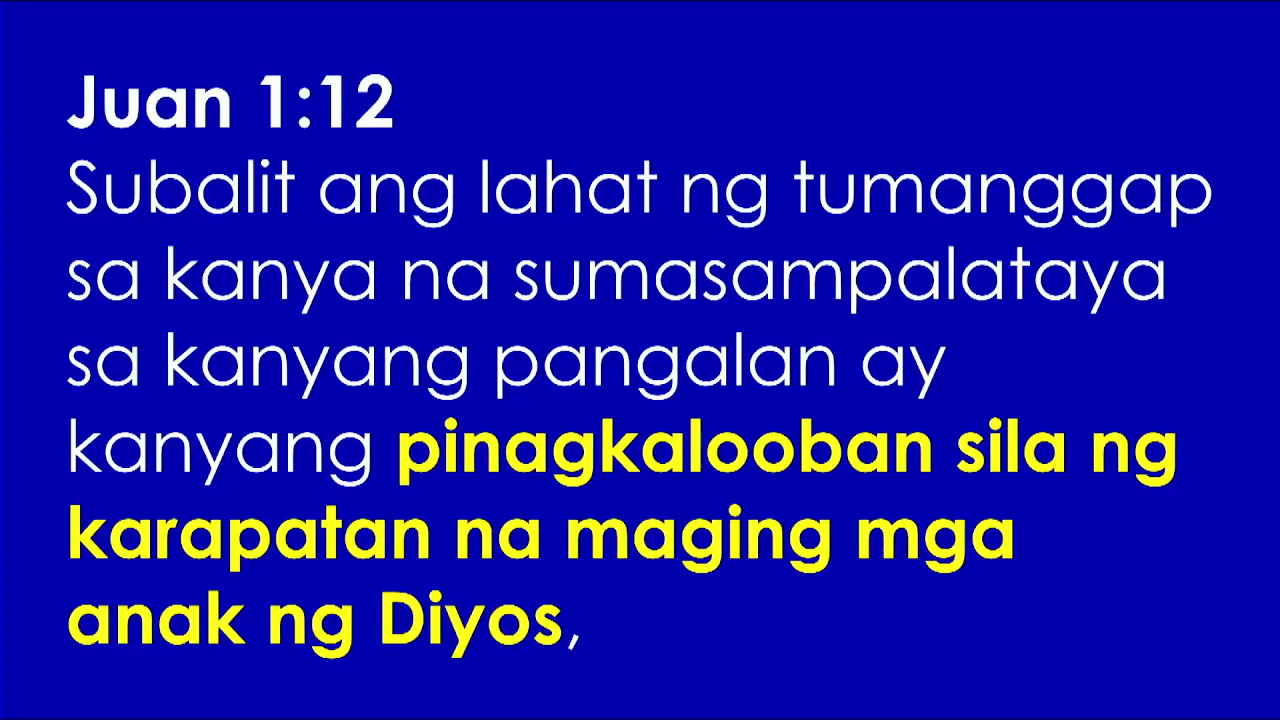 Juan 1:12
Subalit ang lahat ng tumanggap
sa kanya na sumasampalataya
sa kanyang pangalan ay
kanyang pinagkalooban sila ng
karapatan na maging mga
anak ng Diyos,